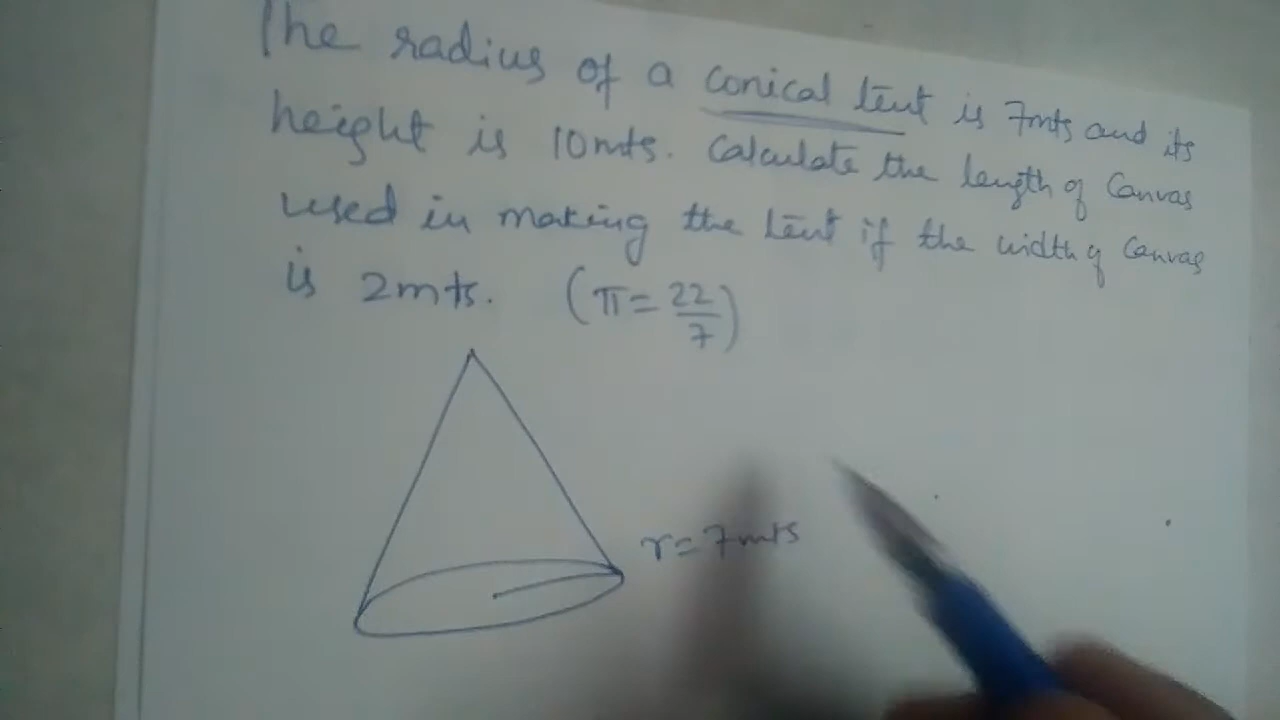 The radius of a conical tent is 7mts and its
height is 10mts. Calculate the length of Canvas
used in making the tent if the width of Canvas
is 2mts. (π = 22/7)
r = 7mts